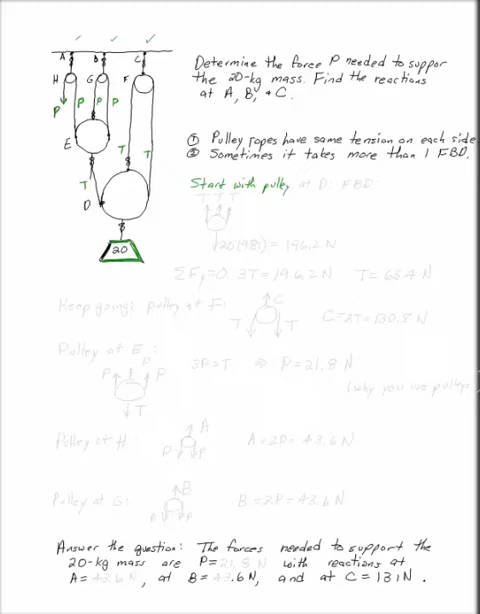 A B C
H G F
P P P P
E
T T T
D
20
Determine the force P needed to suppor
the 20-kg mass. Find the reactions
at A, B, & C.
① Pulley ropes have same tension on each side
② Sometimes it takes more than 1 FBD.
Start with pulley at D: FBD:
T T T
20(9.81) = 196.2 N
ΣFy=0: 3T=196.2 N T=65.4 N
Keep going: pulley at F:
C
T T
C=2T=130.8 N
Pulley at E:
P P P
T
3P=T ⇒ P=21.8 N
(why you use pulleys
Pulley at H:
A
P P
A=2P=43.6 N
Pulley at G:
B
P P
B=2P=43.6 N
Answer the question: The forces needed to support the
20-kg mass are P=21.8 N with reactions at
A=43.6 N, at B=43.6 N, and at C=131 N.